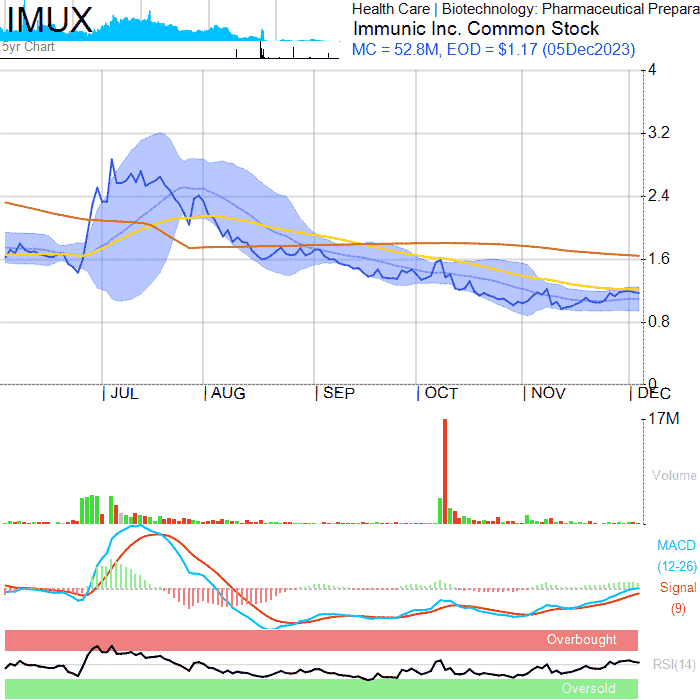 IMUX
5yr Chart
Health Care | Biotechnology: Pharmaceutical Prepara
Immunic Inc. Common Stock
MC = 52.8M, EOD = $1.17 (05Dec2023)
4
3.2
2.4
1.6
0.8
0
JUL
AUG
SEP
OCT
NOV
DEC
17M
Volume
MACD
(12-26)
Signal
(9)
Overbought
RSI(14)
Oversold